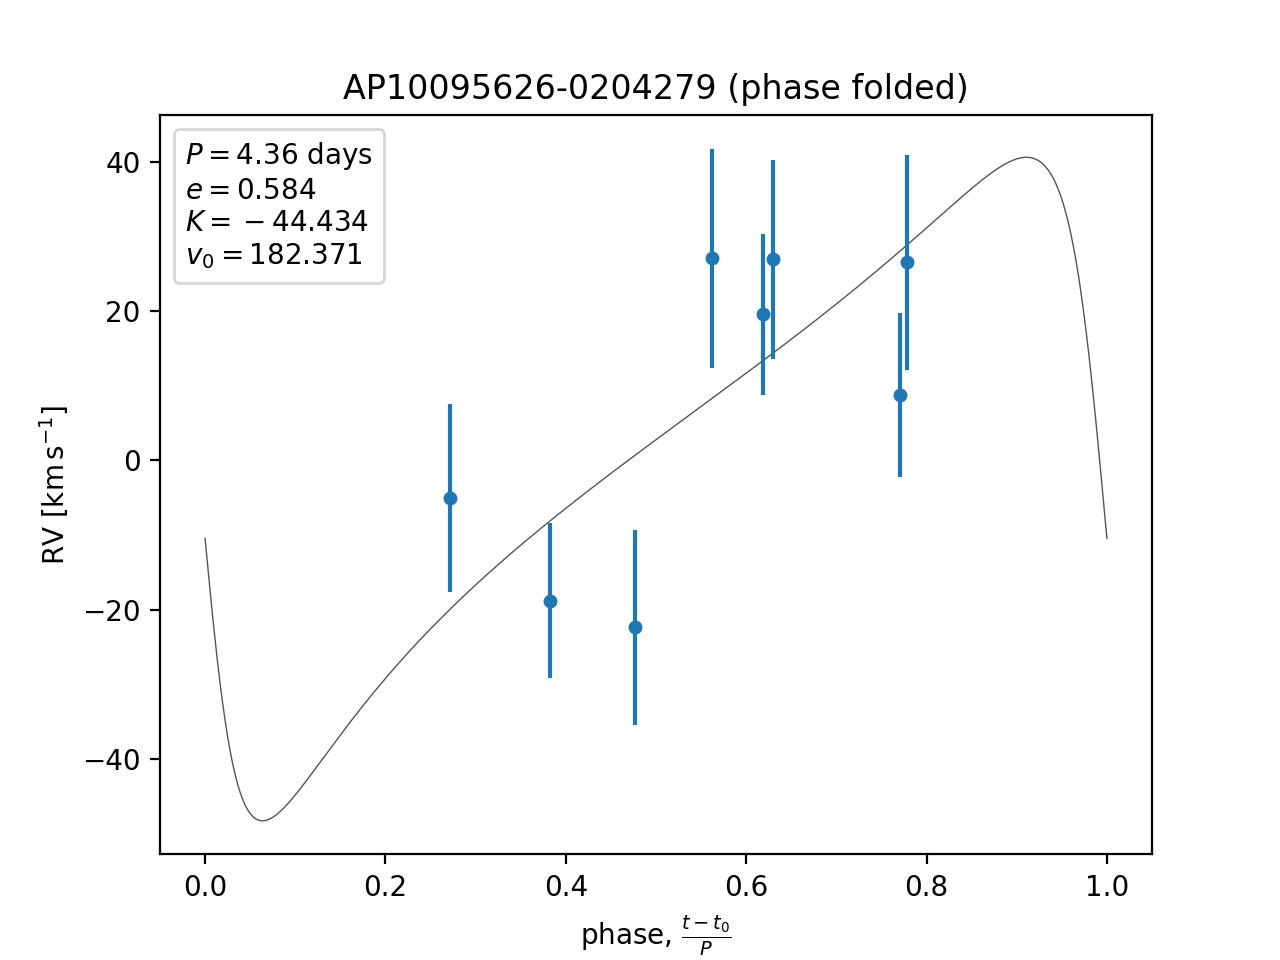 AP10095626-0204279 (phase folded)
P = 4.36 days
e = 0.584
K = −44.434
v₀ = 182.371
RV [km s⁻¹]
40
20
0
−20
−40
0.0 0.2 0.4 0.6 0.8 1.0
phase, (t − t₀)/P